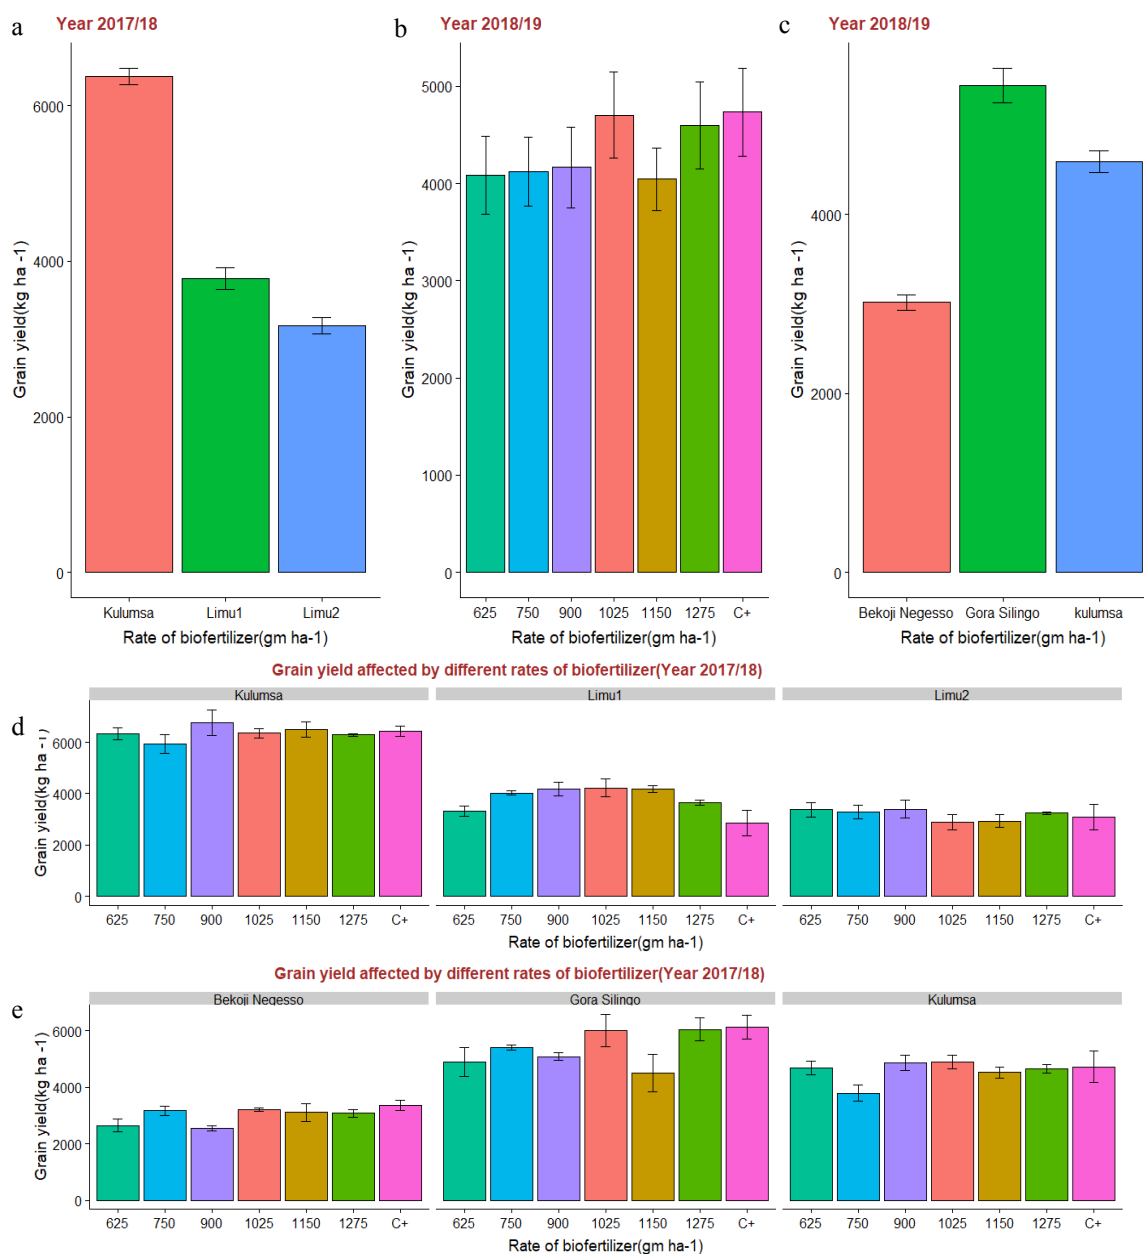 a Year 2017/18
b Year 2018/19
c Year 2018/19
Grain yield(kg ha -1)
6000
4000
2000
0
Kulumsa Limu1 Limu2
Rate of biofertilizer(gm ha-1)
Grain yield(kg ha -1)
5000
4000
3000
2000
1000
0
625 750 900 1025 1150 1275 C+
Rate of biofertilizer(gm ha-1)
Grain yield(kg ha -1)
4000
2000
0
Bekoji Negesso Gora Silingo kulumsa
Rate of biofertilizer(gm ha-1)
Grain yield affected by different rates of biofertilizer(Year 2017/18)
d
Kulumsa Limu1 Limu2
Grain yield(kg ha -1)
6000
4000
2000
0
625 750 900 1025 1150 1275 C+ 625 750 900 1025 1150 1275 C+ 625 750 900 1025 1150 1275 C+
Rate of biofertilizer(gm ha-1)
Grain yield affected by different rates of biofertilizer(Year 2017/18)
e
Bekoji Negesso Gora Silingo Kulumsa
Grain yield(kg ha -1)
6000
4000
2000
0
625 750 900 1025 1150 1275 C+ 625 750 900 1025 1150 1275 C+ 625 750 900 1025 1150 1275 C+
Rate of biofertilizer(gm ha-1)